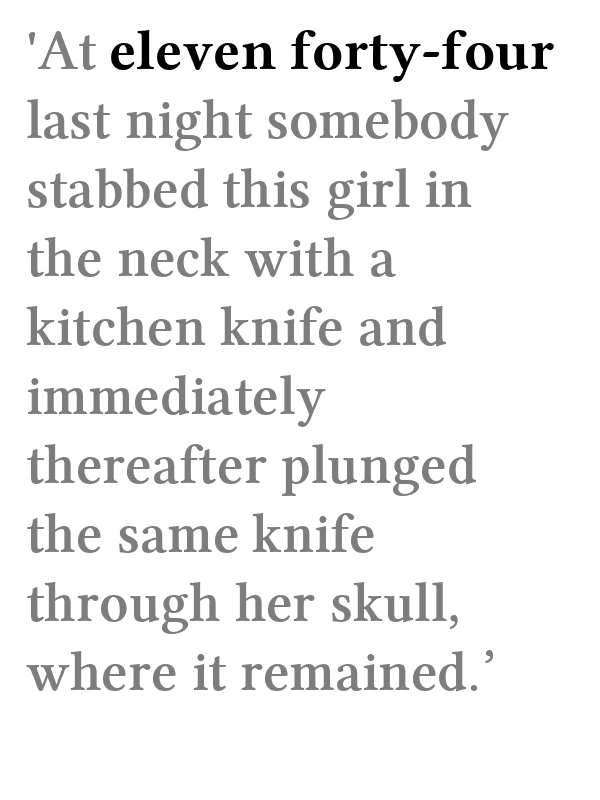 'At eleven forty-four
last night somebody
stabbed this girl in
the neck with a
kitchen knife and
immediately
thereafter plunged
the same knife
through her skull,
where it remained.’